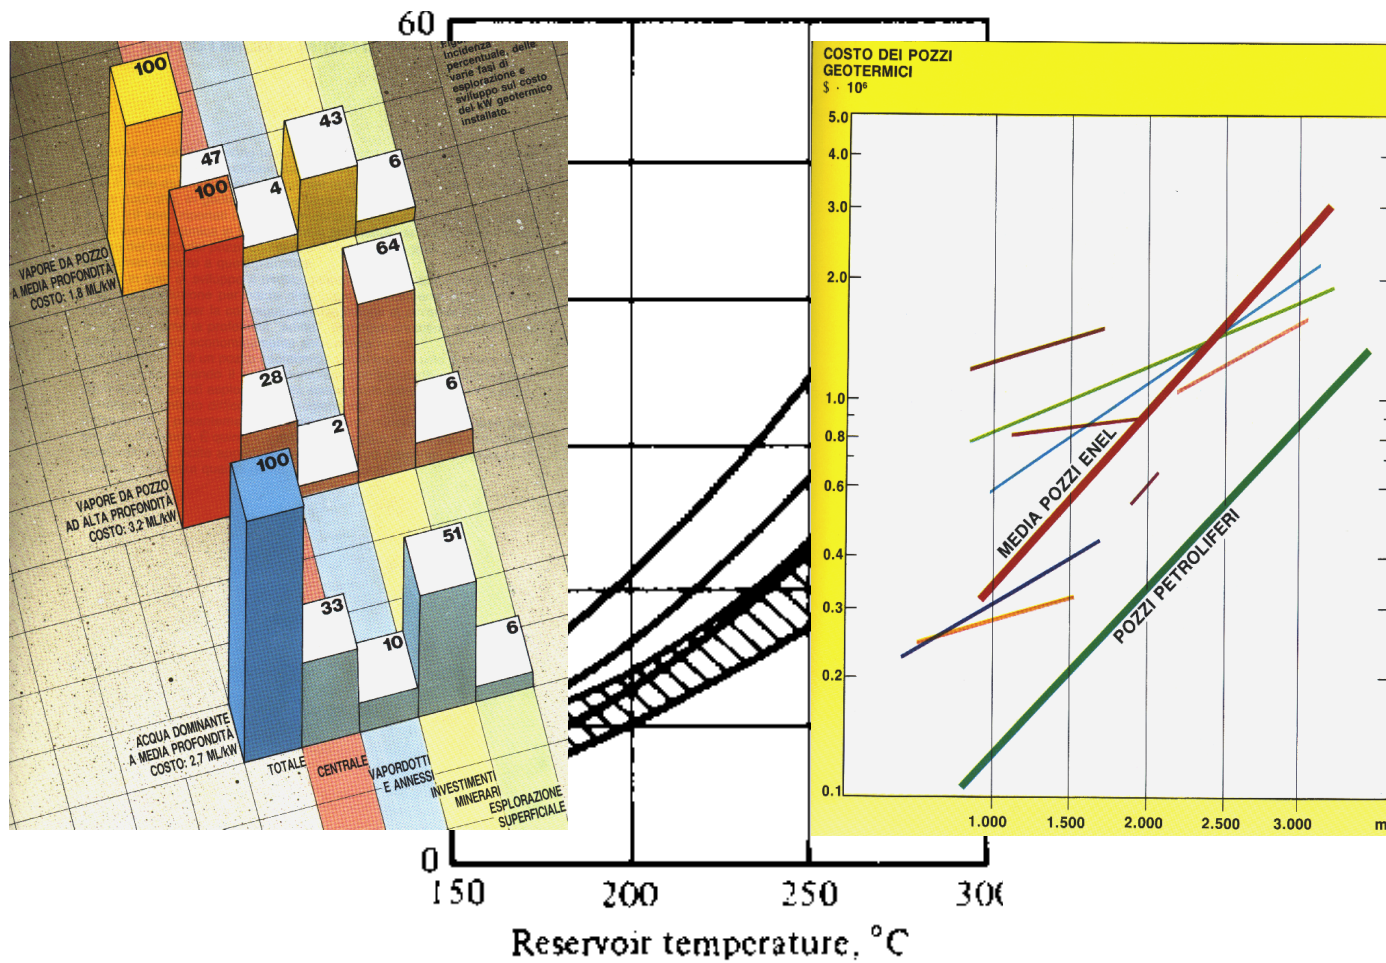 60
Incidenza
percentuale, delle
varie fasi di
esplorazione e
sviluppo sul costo
del kW geotermico
installato.
100
47
4
43
6
VAPORE DA POZZO
A MEDIA PROFONDITÀ
COSTO: 1,8 ML/kW
100
28
2
64
6
VAPORE DA POZZO
AD ALTA PROFONDITÀ
COSTO: 3,2 ML/kW
100
33
10
51
6
ACQUA DOMINANTE
A MEDIA PROFONDITÀ
COSTO: 2,7 ML/kW
TOTALE
CENTRALE
VAPORDOTTI
E ANNESSI
INVESTIMENTI
MINERARI
ESPLORAZIONE
SUPERFICIALE
COSTO DEI POZZI
GEOTERMICI
$ · 10⁶
5.0
4.0
3.0
2.0
1.0
0.8
0.6
0.4
0.3
0.2
0.1
MEDIA POZZI ENEL
POZZI PETROLIFERI
1.000 1.500 2.000 2.500 3.000 m
0
150 200 250 300
Reservoir temperature, °C